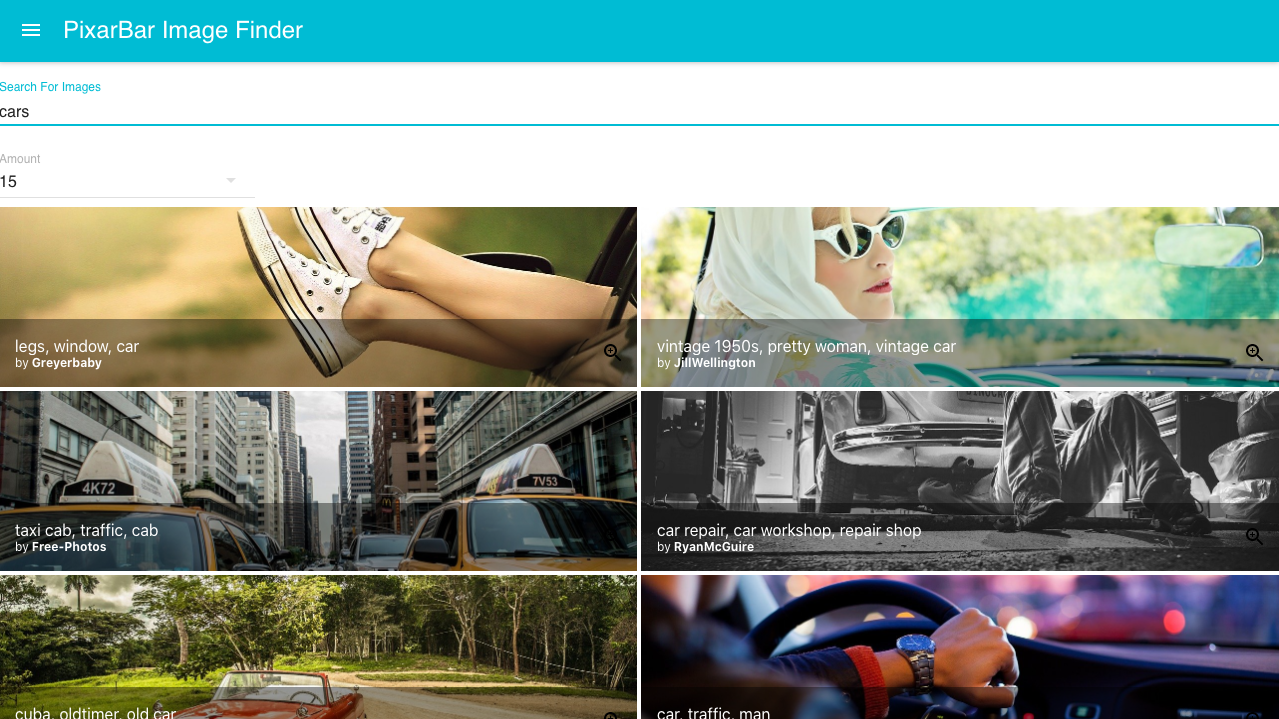 PixarBar Image Finder
Search For Images
cars
Amount
15
legs, window, car
by Greyerbaby
vintage 1950s, pretty woman, vintage car
by JillWellington
4K72
7V53
taxi cab, traffic, cab
by Free-Photos
car repair, car workshop, repair shop
by RyanMcGuire
cuba, oldtimer, old car
car, traffic, man